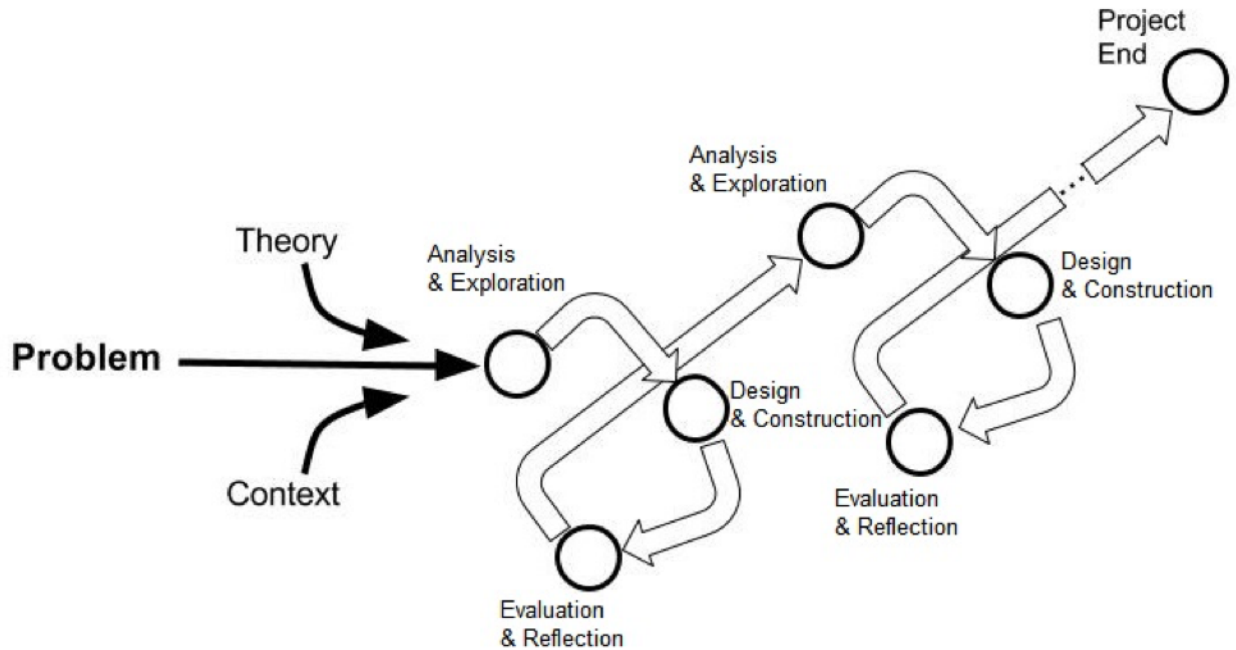 Project
End
Analysis
& Exploration
Theory
Analysis
& Exploration
Design
& Construction
Problem
Design
& Construction
Context
Evaluation
& Reflection
Evaluation
& Reflection